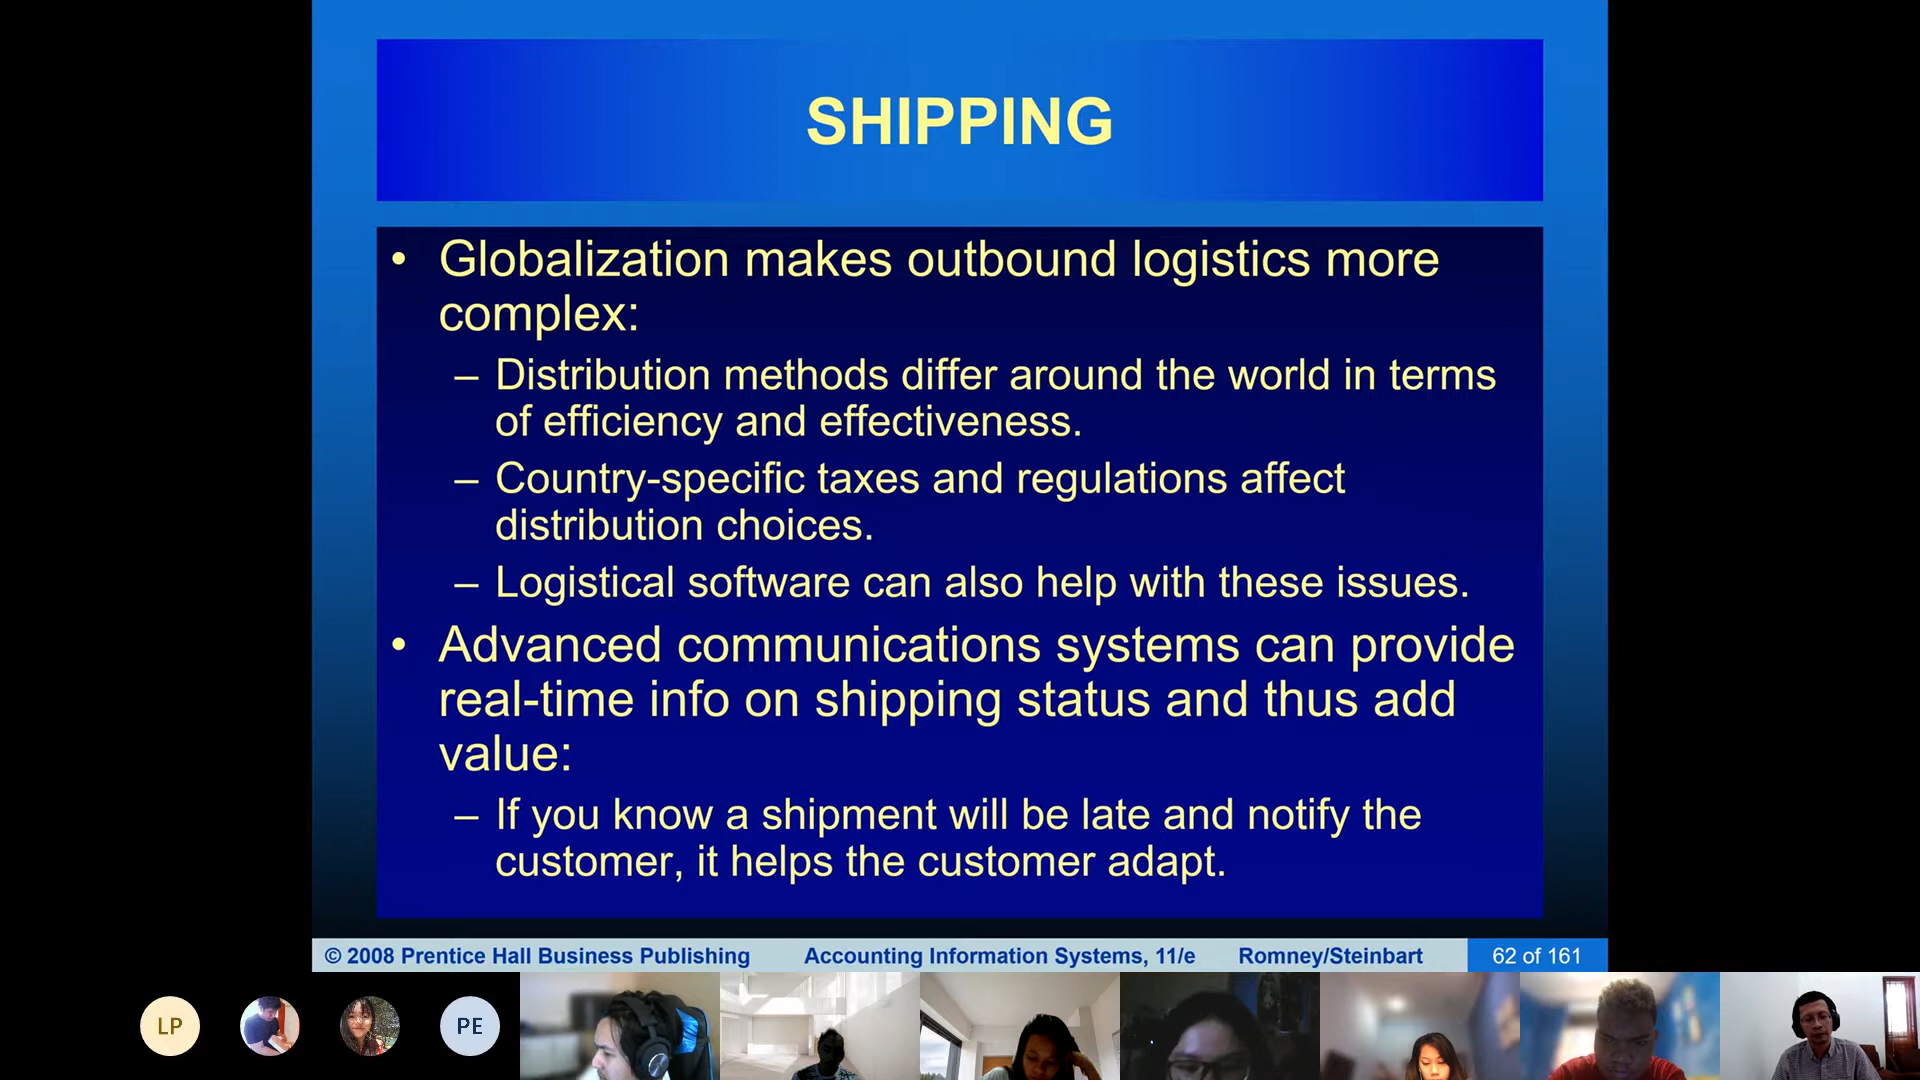 SHIPPING
• Globalization makes outbound logistics more
complex:
– Distribution methods differ around the world in terms
of efficiency and effectiveness.
– Country-specific taxes and regulations affect
distribution choices.
– Logistical software can also help with these issues.
• Advanced communications systems can provide
real-time info on shipping status and thus add
value:
– If you know a shipment will be late and notify the
customer, it helps the customer adapt.
© 2008 Prentice Hall Business Publishing Accounting Information Systems, 11/e Romney/Steinbart 62 of 161
LP PE